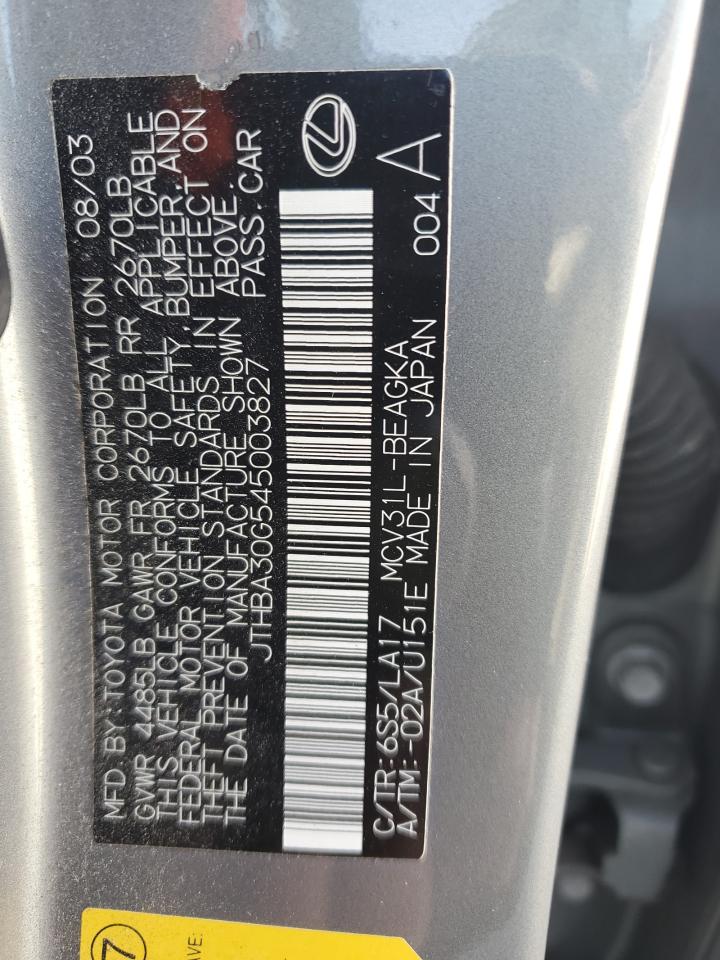 MFD BY:TOYOTA MOTOR CORPORATION 08/03
GVWR 4485LB GAWR FR 2670LB RR 2670LB
THIS VEHICLE CONFORMS TO ALL APPLICABLE
FEDERAL MOTOR VEHICLE SAFETY, BUMPER, AND
THEFT PREVENTION STANDARDS IN EFFECT ON
THE DATE OF MANUFACTURE SHOWN ABOVE.
JTHBA30G545003827 PASS.CAR
C/TR:6S5/LA17 MCV31L-BEAGKA 004 A
A/TM:-02A/U151E MADE IN JAPAN
7